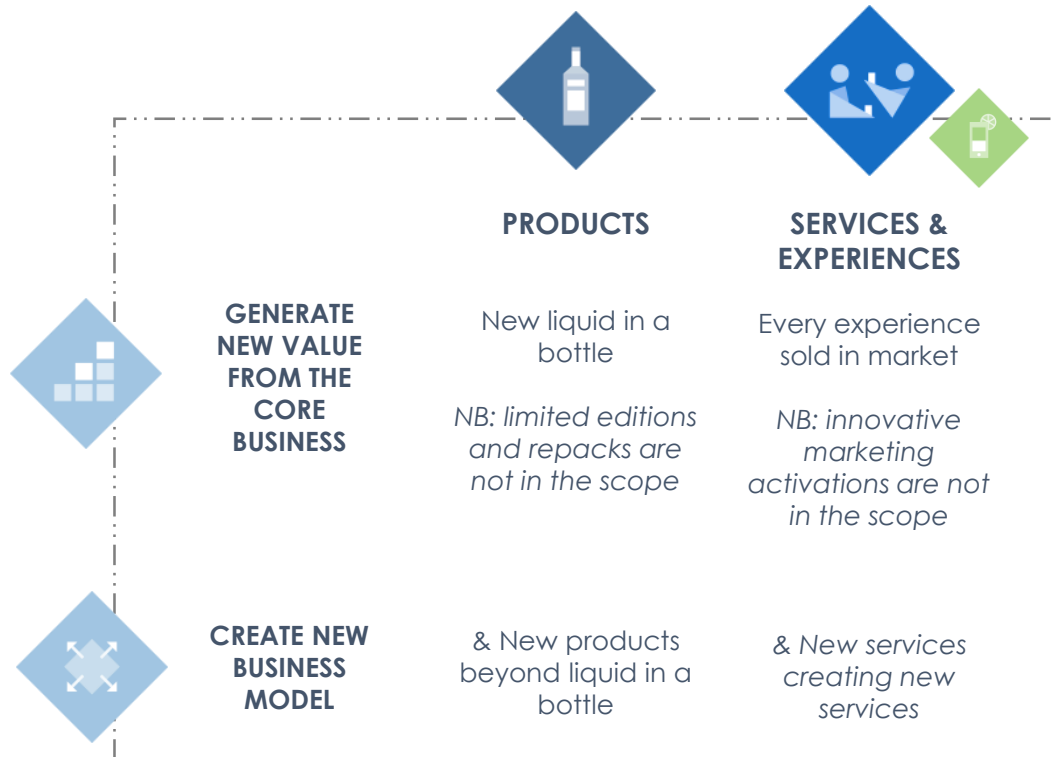 PRODUCTS
SERVICES &
EXPERIENCES
GENERATE
NEW VALUE
FROM THE
CORE
BUSINESS
New liquid in a
bottle
NB: limited editions
and repacks are
not in the scope
Every experience
sold in market
NB: innovative
marketing
activations are not
in the scope
CREATE NEW
BUSINESS
MODEL
& New products
beyond liquid in a
bottle
& New services
creating new
services